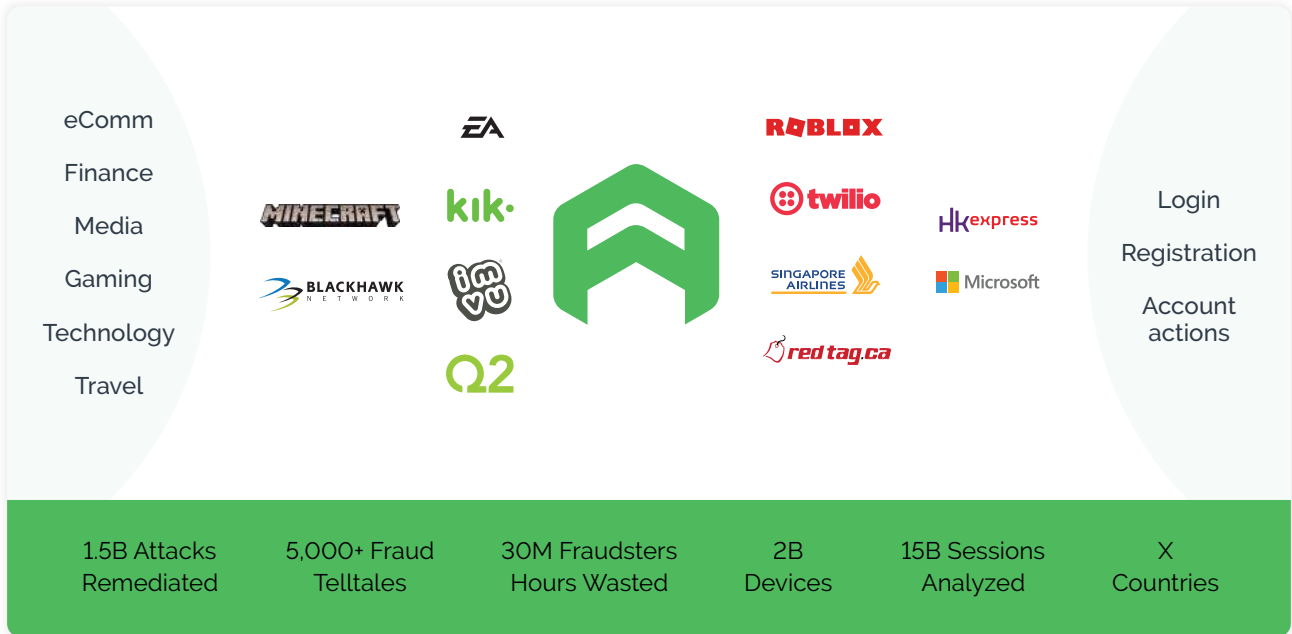 eComm
Finance
Media
Gaming
Technology
Travel
MINECRAFT
BLACKHAWK
NETWORK
EA
kik·
imvu
Q2
ROBLOX
twilio
SINGAPORE
AIRLINES
redtag.ca
HKexpress
Microsoft
Login
Registration
Account
actions
1.5B Attacks
Remediated
5,000+ Fraud
Telltales
30M Fraudsters
Hours Wasted
2B
Devices
15B Sessions
Analyzed
X
Countries